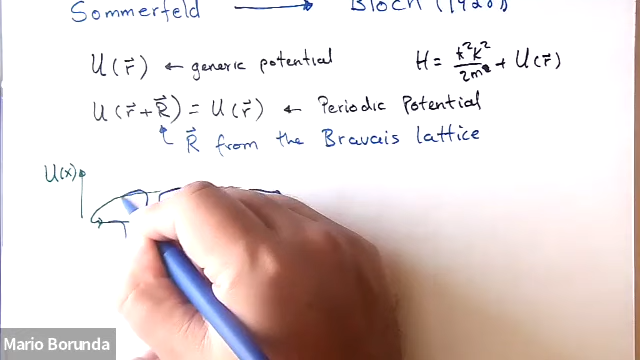 Sommerfeld → Bloch (1928)
U(r⃗) ← generic potential
H = ħ²k²/2m + U(r⃗)
U(r⃗ + R⃗) = U(r⃗) ← Periodic Potential
R⃗ from the Bravais lattice
U(x)
Mario Borunda